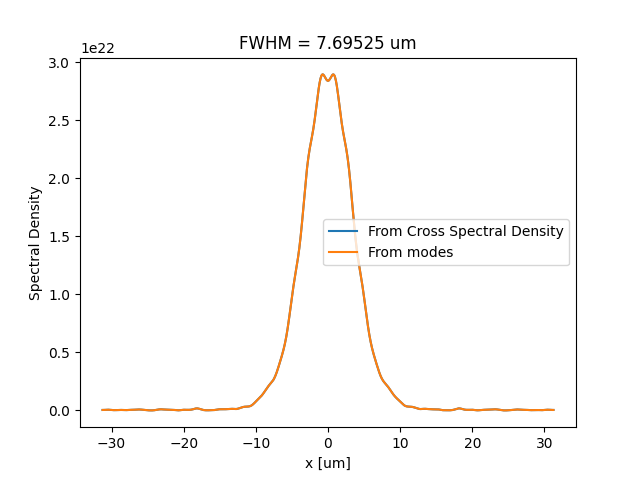 FWHM = 7.69525 um
1e22
3.0
2.5
2.0
1.5
1.0
0.5
0.0
Spectral Density
From Cross Spectral Density
From modes
−30
−20
−10
0
10
20
30
x [um]